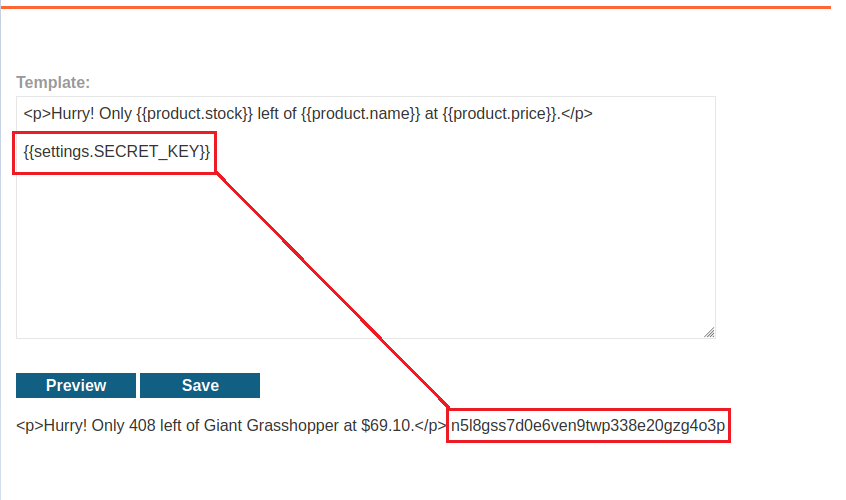 Template:
<p>Hurry! Only {{product.stock}} left of {{product.name}} at {{product.price}}.</p>
{{settings.SECRET_KEY}}
Preview Save
<p>Hurry! Only 408 left of Giant Grasshopper at $69.10.</p> n5l8gss7d0e6ven9twp338e20gzg4o3p